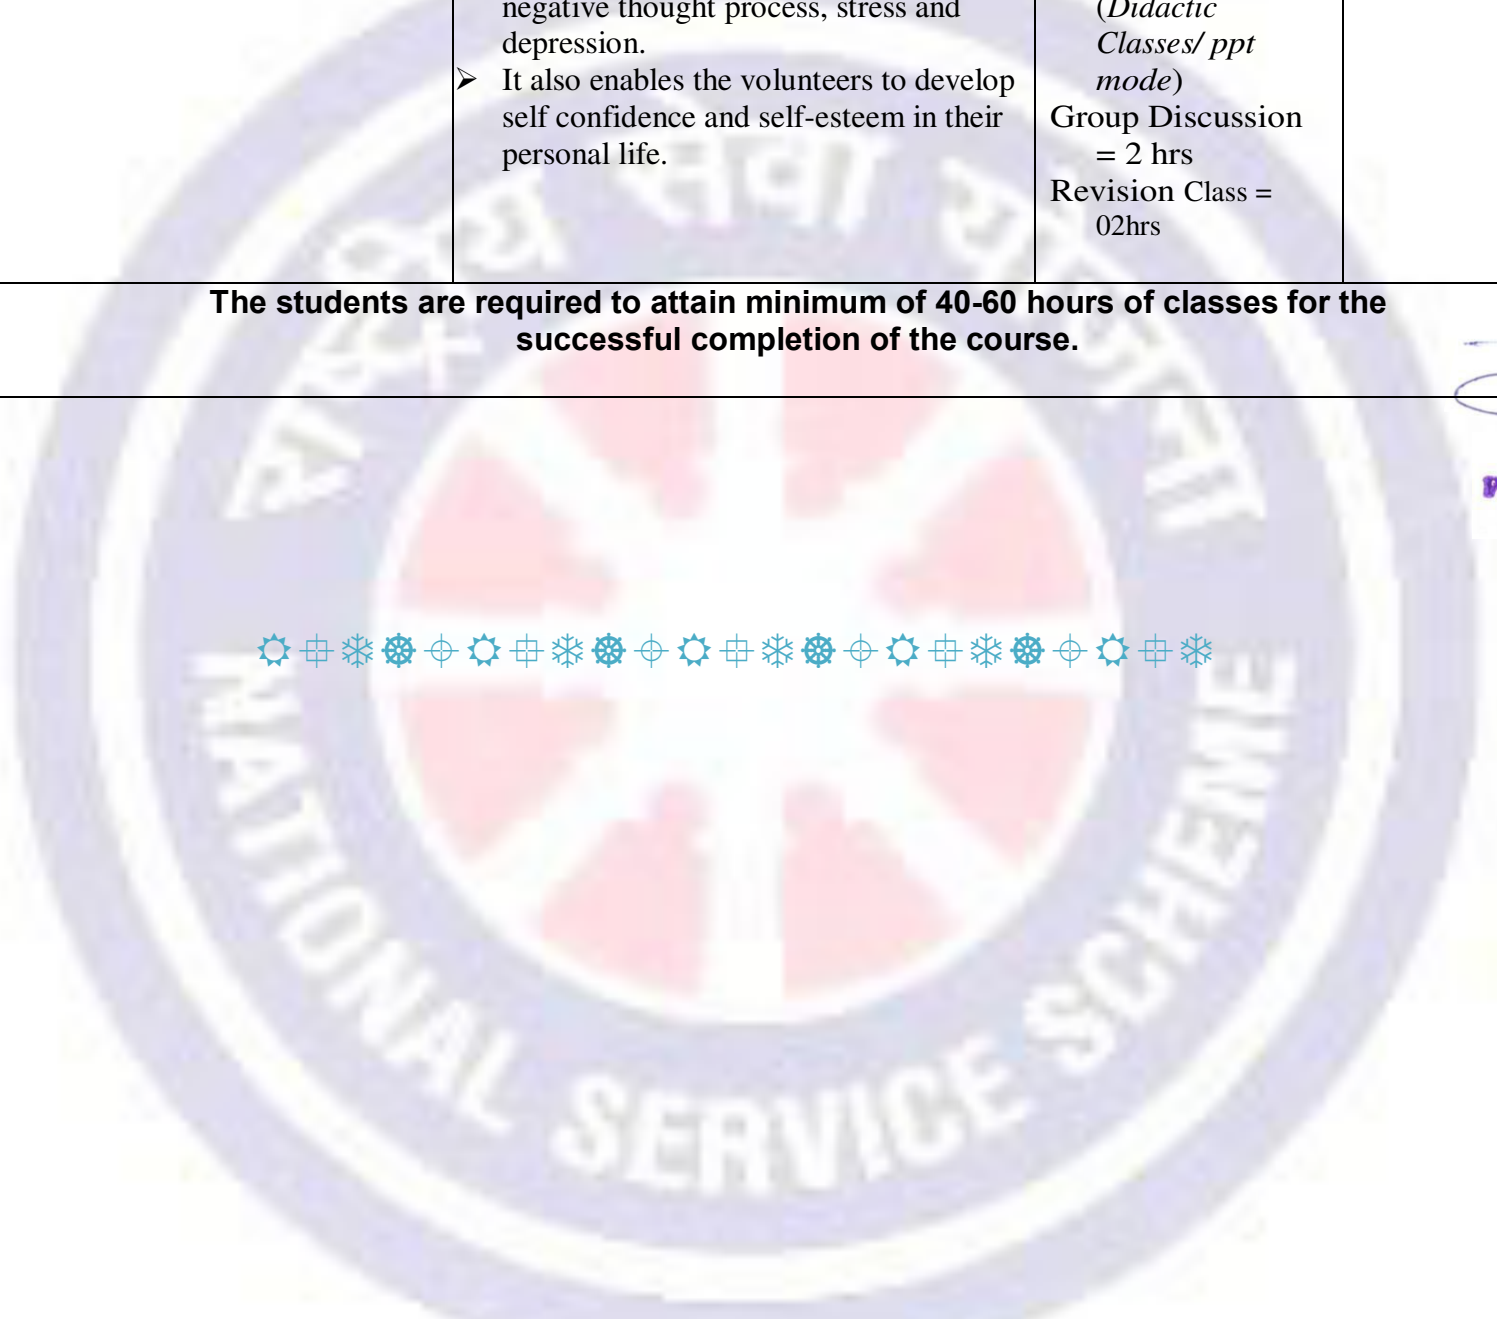 negative thought process, stress and
depression.
➢ It also enables the volunteers to develop
self confidence and self-esteem in their
personal life.
(Didactic
Classes/ ppt
mode)
Group Discussion
= 2 hrs
Revision Class =
02hrs
The students are required to attain minimum of 40-60 hours of classes for the
successful completion of the course.
राष्ट्रीय सेवा योजना
NATIONAL SERVICE SCHEME